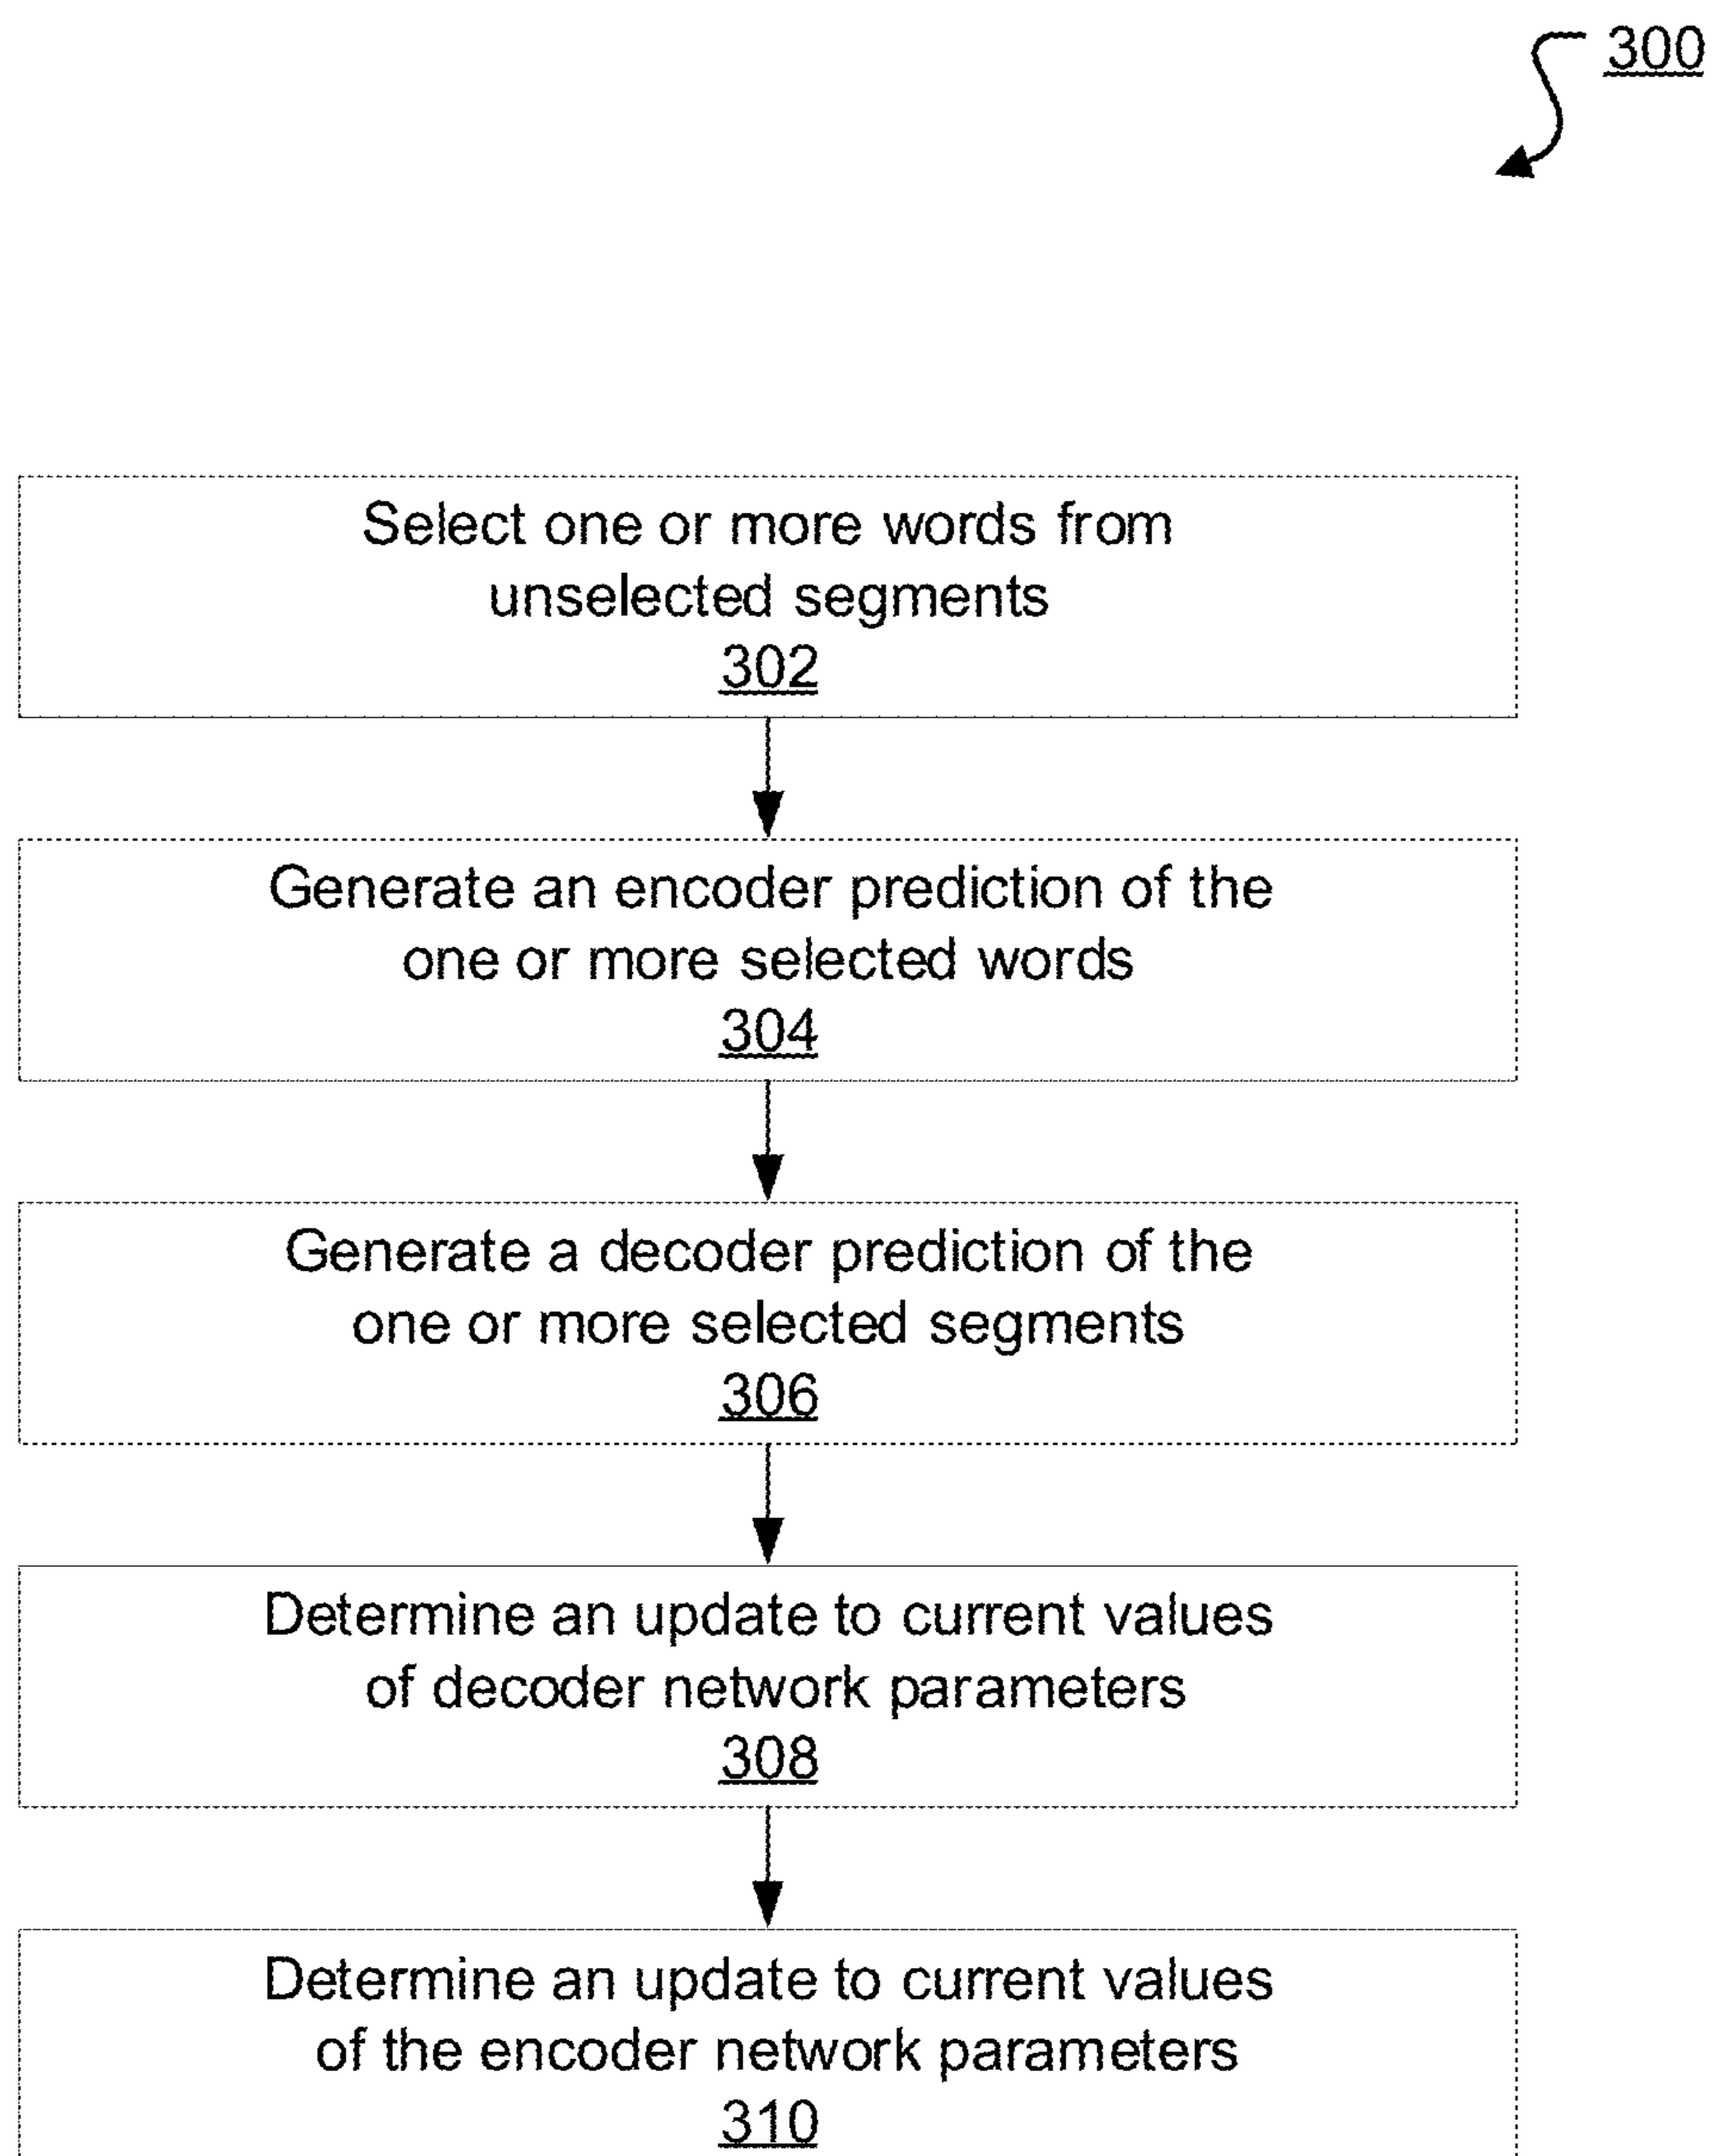 300
Select one or more words from
unselected segments
302
Generate an encoder prediction of the
one or more selected words
304
Generate a decoder prediction of the
one or more selected segments
306
Determine an update to current values
of decoder network parameters
308
Determine an update to current values
of the encoder network parameters
310